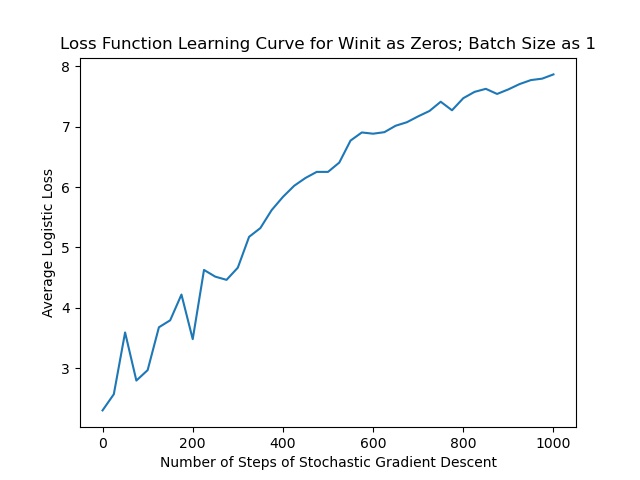 Loss Function Learning Curve for Winit as Zeros; Batch Size as 1
8
7
6
5
4
3
Average Logistic Loss
0 200 400 600 800 1000
Number of Steps of Stochastic Gradient Descent